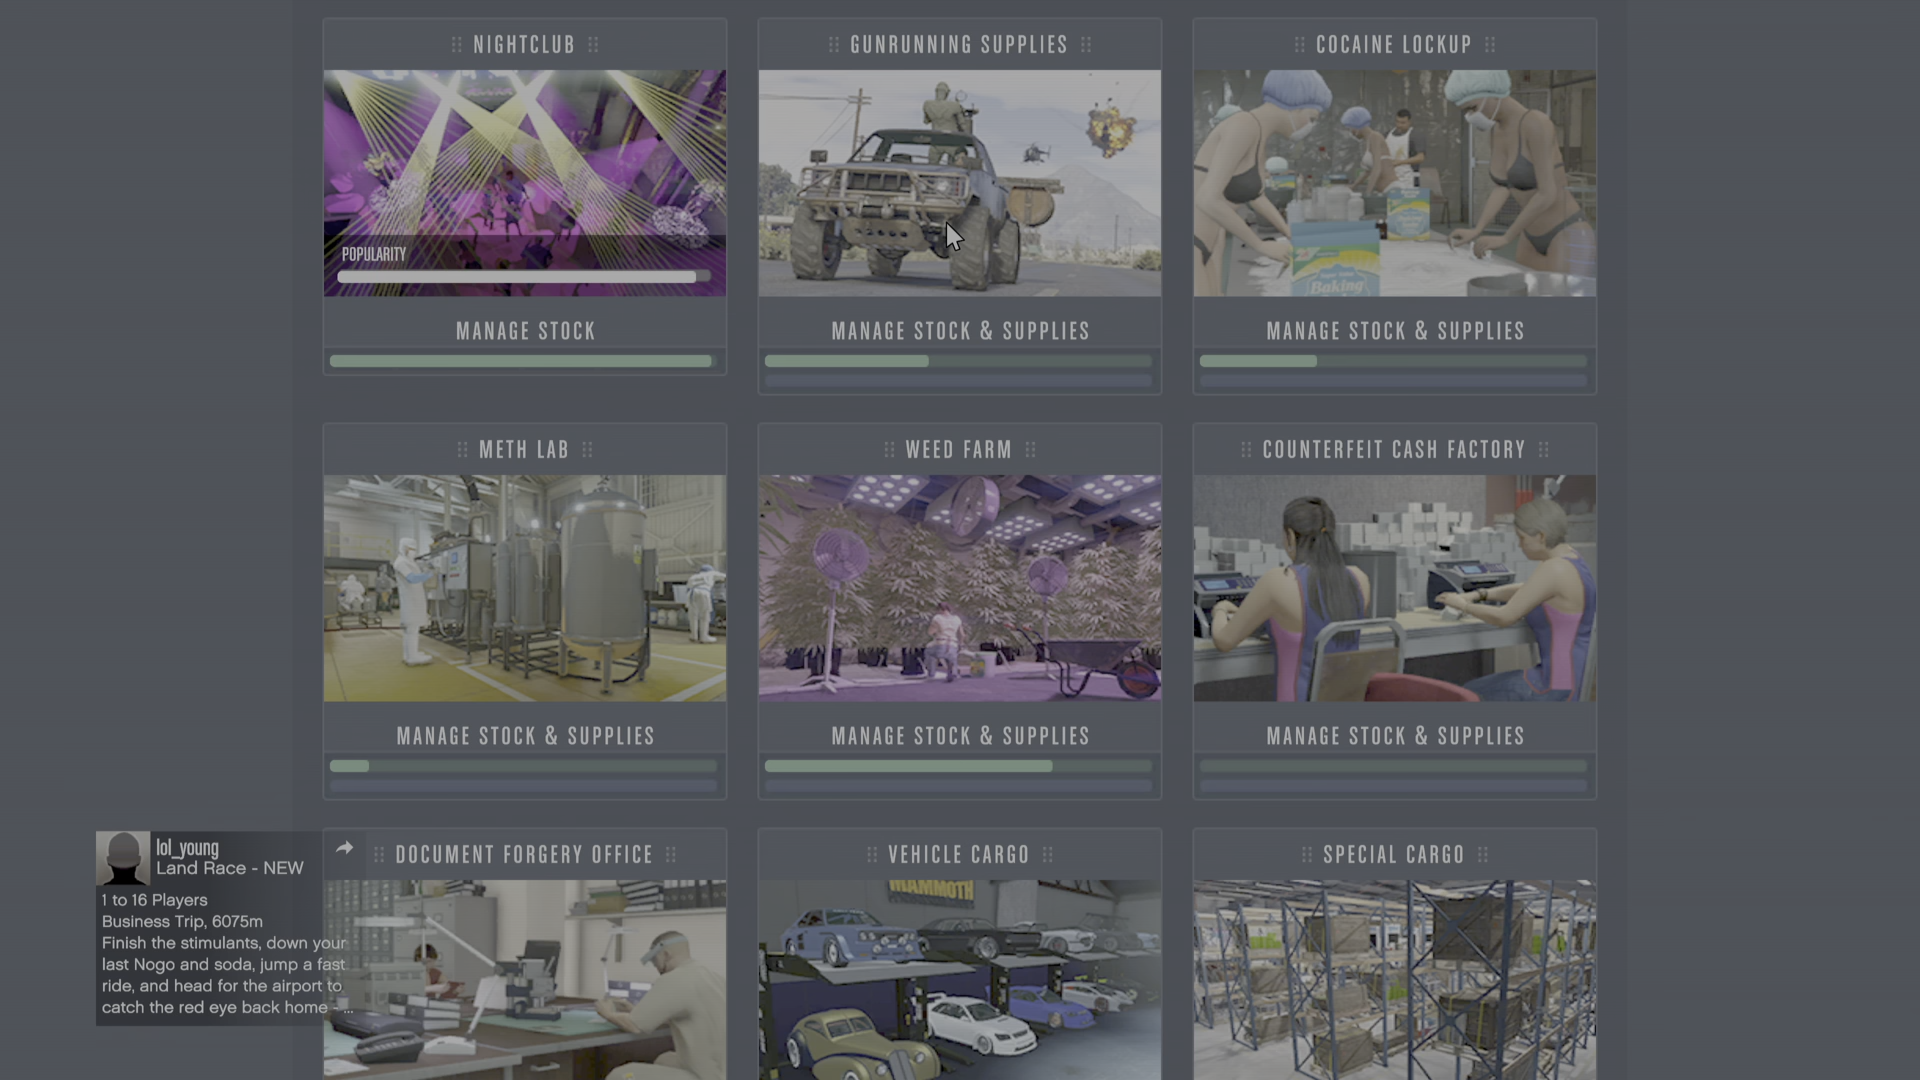 NIGHTCLUB
GUNRUNNING SUPPLIES
COCAINE LOCKUP
POPULARITY
Baking
MANAGE STOCK
MANAGE STOCK & SUPPLIES
MANAGE STOCK & SUPPLIES
METH LAB
WEED FARM
COUNTERFEIT CASH FACTORY
MANAGE STOCK & SUPPLIES
MANAGE STOCK & SUPPLIES
MANAGE STOCK & SUPPLIES
lol_young
Land Race - NEW
1 to 16 Players
Business Trip, 6075m
Finish the stimulants, down your
last Nogo and soda, jump a fast
ride, and head for the airport to
catch the red eye back home - ...
DOCUMENT FORGERY OFFICE
VEHICLE CARGO
SPECIAL CARGO
MAMMOTH